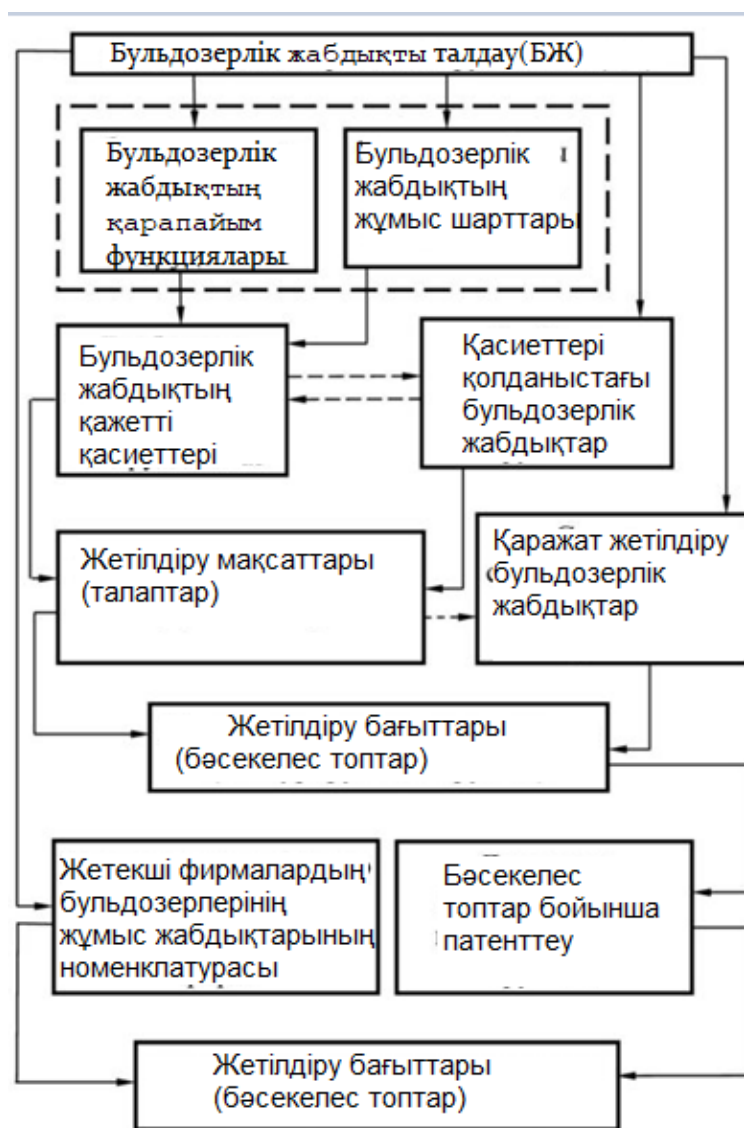 Бульдозерлік жабдықты талдау(БЖ)
Бульдозерлік
жабдықтың
қарапайым
функциялары
Бульдозерлік
жабдықтың
жұмыс шарттары
Бульдозерлік
жабдықтың
қажетті
қасиеттері
Қасиеттері
қолданыстағы
бульдозерлік
жабдықтар
Жетілдіру мақсаттары
(талаптар)
Қаражат жетілдіру
бульдозерлік
жабдықтар
Жетілдіру бағыттары
(бәсекелес топтар)
Жетекші фирмалардың
бульдозерлерінің
жұмыс жабдықтарының
номенклатурасы
Бәсекелес
топтар бойынша
патенттеу
Жетілдіру бағыттары
(бәсекелес топтар)